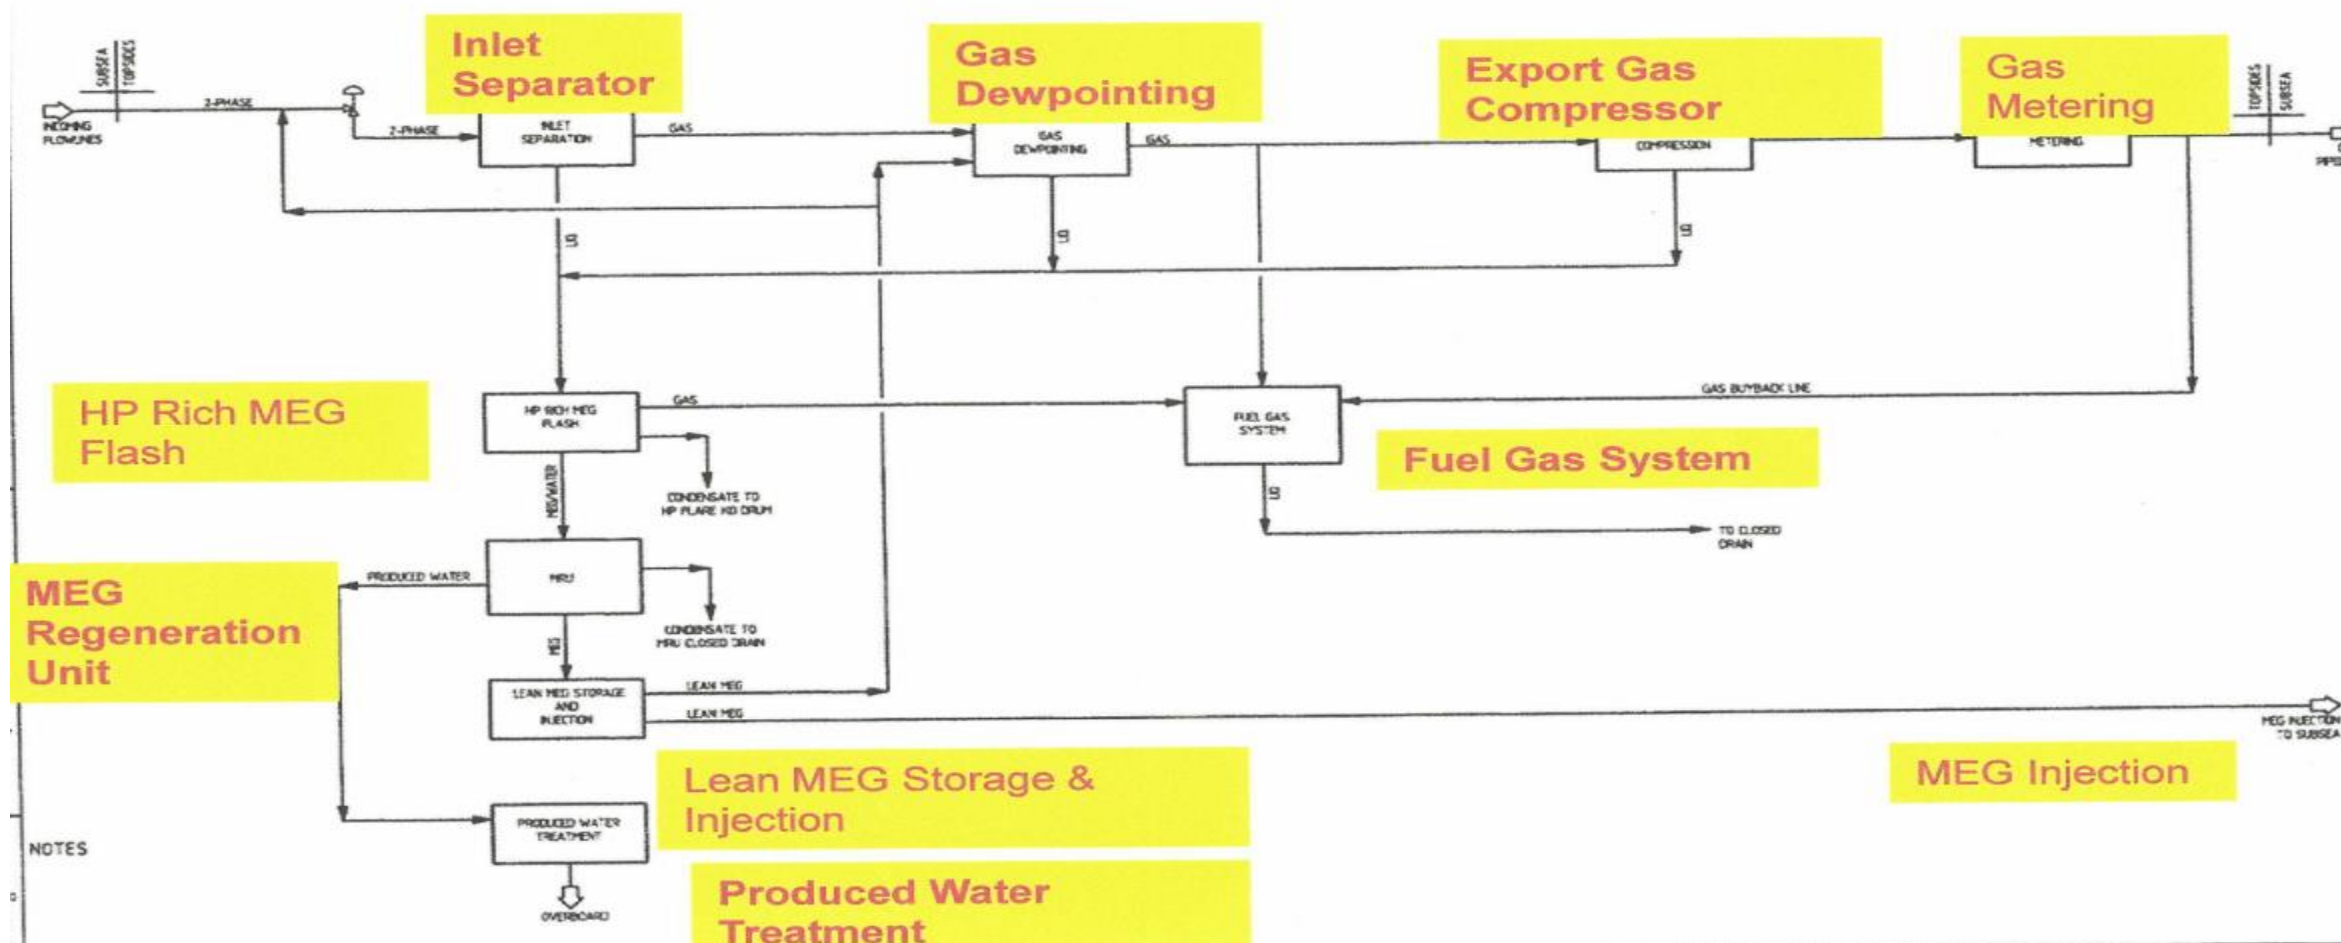 SUBSEA
TOPSIDES
Inlet
Separator
Gas
Dewpointing
Export Gas
Compressor
Gas
Metering
TOPSIDES
SUBSEA
2-PHASE
INCOMING
FLOWLINES
2-PHASE
INLET
SEPARATION
GAS
GAS
DEWPOINTING
GAS
COMPRESSION
METERING
LIQ
LIQ
LIQ
HP Rich MEG
Flash
HP RICH MEG
FLASH
GAS
FUEL GAS
SYSTEM
GAS BUYBACK LINE
Fuel Gas System
MEG/WATER
CONDENSATE TO
HP FLARE KO DRUM
LIQ
TO CLOSED
DRAIN
MEG
Regeneration
Unit
PRODUCED WATER
MRU
CONDENSATE TO
MRU CLOSED DRAIN
MEG
LEAN MEG STORAGE
AND
INJECTION
LEAN MEG
LEAN MEG
MEG INJECTION
TO SUBSEA
Lean MEG Storage &
Injection
MEG Injection
NOTES
PRODUCED WATER
TREATMENT
OVERBOARD
Produced Water
Treatment